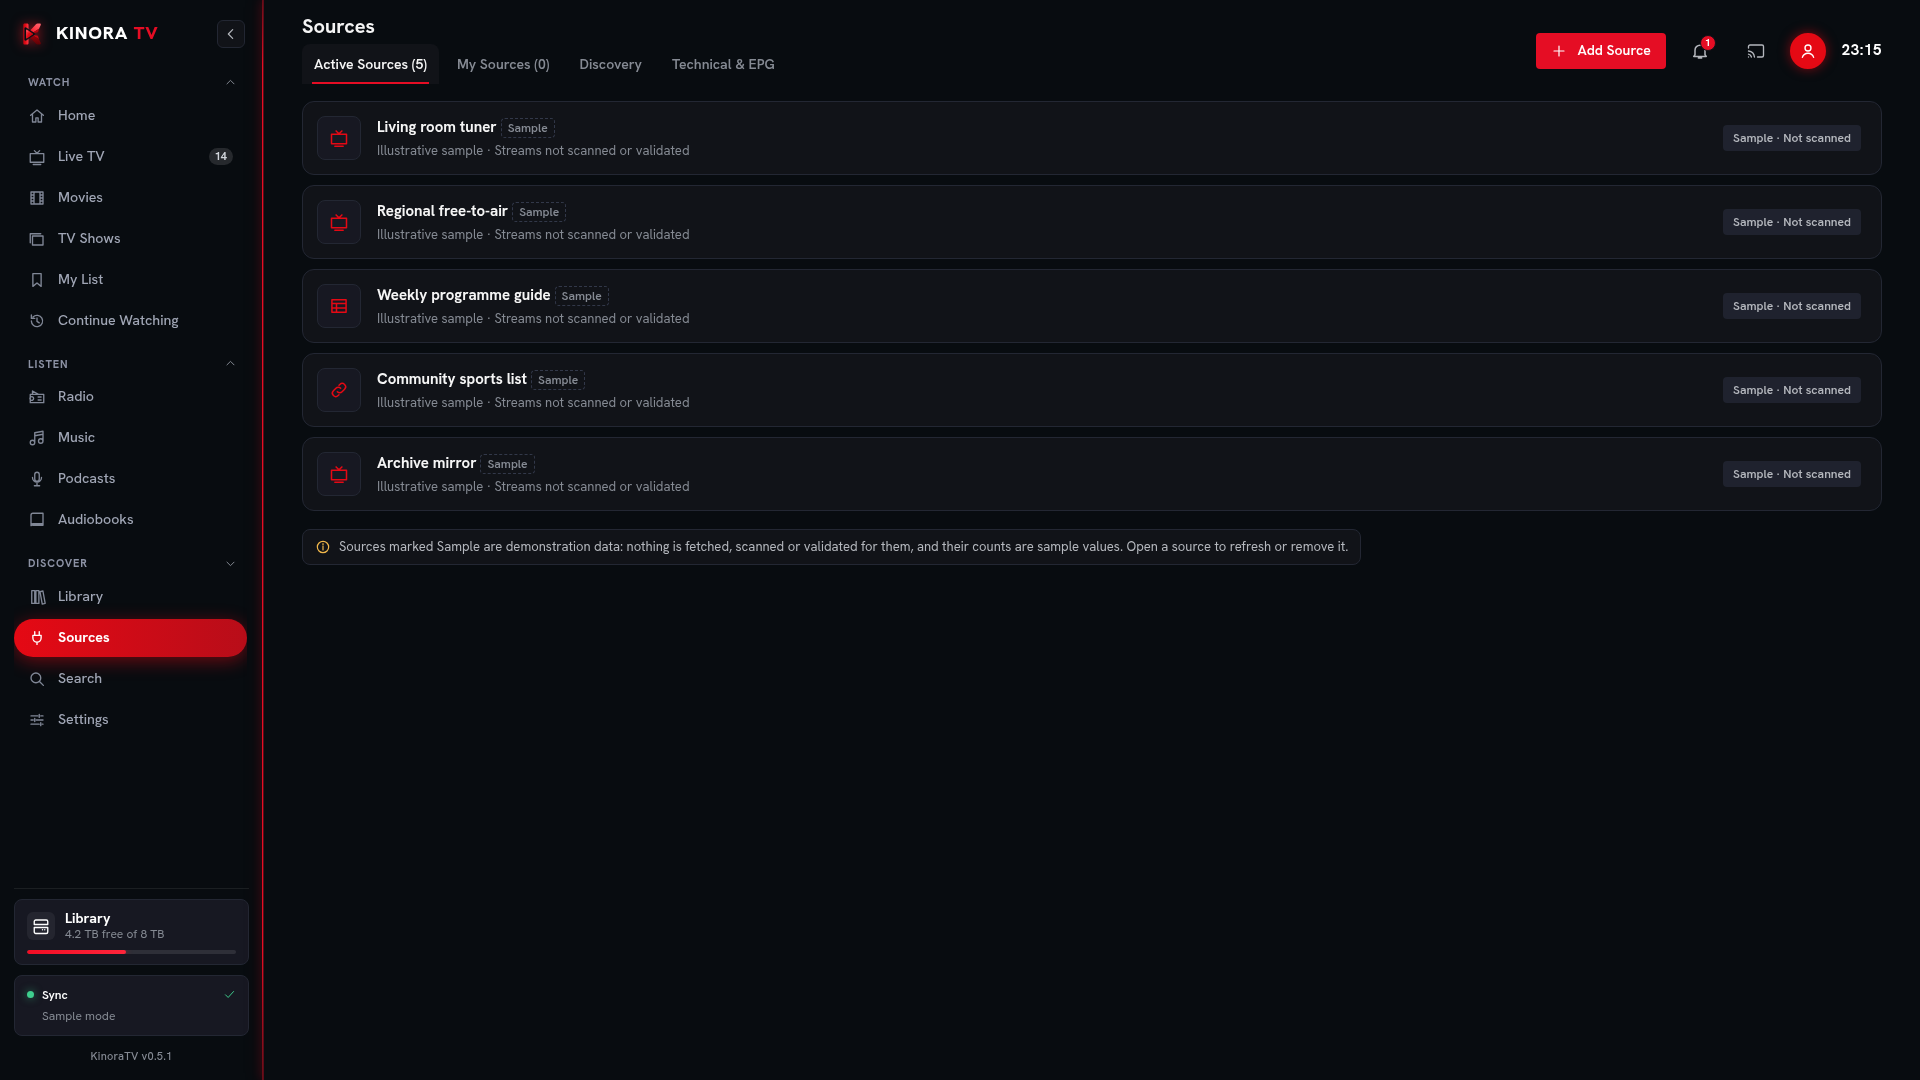 KINORA TV
WATCH
Home
Live TV
14
Movies
TV Shows
My List
Continue Watching
LISTEN
Radio
Music
Podcasts
Audiobooks
DISCOVER
Library
Sources
Search
Settings
Library
4.2 TB free of 8 TB
Sync
Sample mode
KinoraTV v0.5.1
Sources
Active Sources (5)
My Sources (0)
Discovery
Technical & EPG
Add Source
1
23:15
Living room tuner Sample
Illustrative sample · Streams not scanned or validated
Sample · Not scanned
Regional free-to-air Sample
Illustrative sample · Streams not scanned or validated
Sample · Not scanned
Weekly programme guide Sample
Illustrative sample · Streams not scanned or validated
Sample · Not scanned
Community sports list Sample
Illustrative sample · Streams not scanned or validated
Sample · Not scanned
Archive mirror Sample
Illustrative sample · Streams not scanned or validated
Sample · Not scanned
Sources marked Sample are demonstration data: nothing is fetched, scanned or validated for them, and their counts are sample values. Open a source to refresh or remove it.